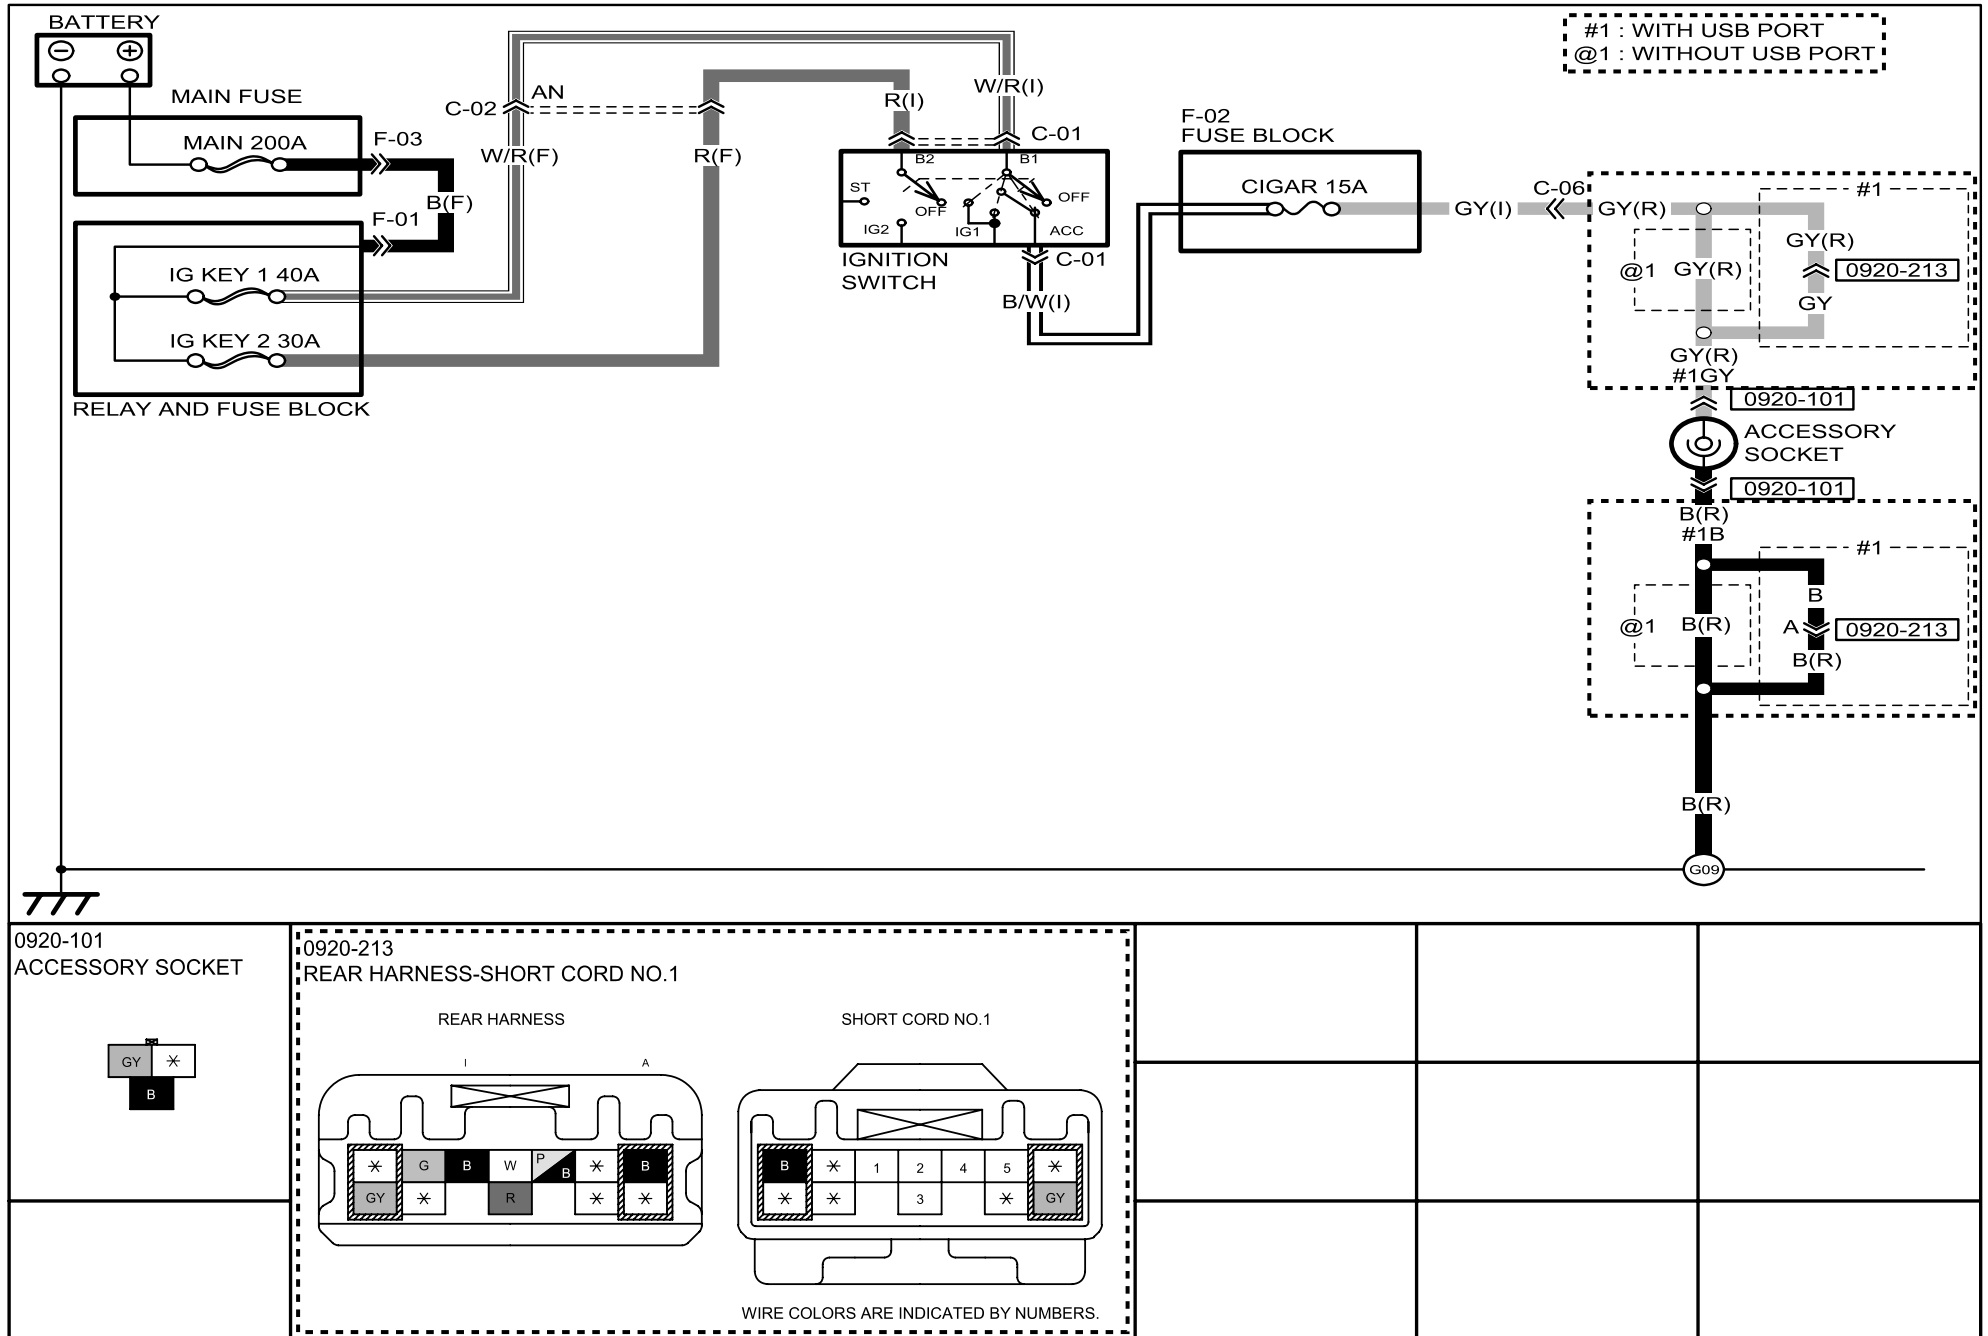 BATTERY
#1 : WITH USB PORT
@1 : WITHOUT USB PORT
MAIN FUSE
MAIN 200A
F-03
B(F)
F-01
IG KEY 1 40A
IG KEY 2 30A
RELAY AND FUSE BLOCK
C-02
AN
W/R(F)
R(F)
R(I)
W/R(I)
C-01
B2
B1
ST
OFF
OFF
IG2
IG1
ACC
IGNITION
SWITCH
C-01
B/W(I)
F-02
FUSE BLOCK
CIGAR 15A
GY(I)
C-06
GY(R)
#1
GY(R)
@1
GY(R)
0920-213
GY
GY(R)
#1GY
0920-101
ACCESSORY
SOCKET
0920-101
B(R)
#1B
#1
B
@1
B(R)
A
0920-213
B(R)
B(R)
G09
0920-101
ACCESSORY SOCKET
GY
*
B
0920-213
REAR HARNESS-SHORT CORD NO.1
REAR HARNESS
I
A
* G B W P B * B
GY * R * *
SHORT CORD NO.1
B * 1 2 4 5 *
* * 3 * GY
WIRE COLORS ARE INDICATED BY NUMBERS.